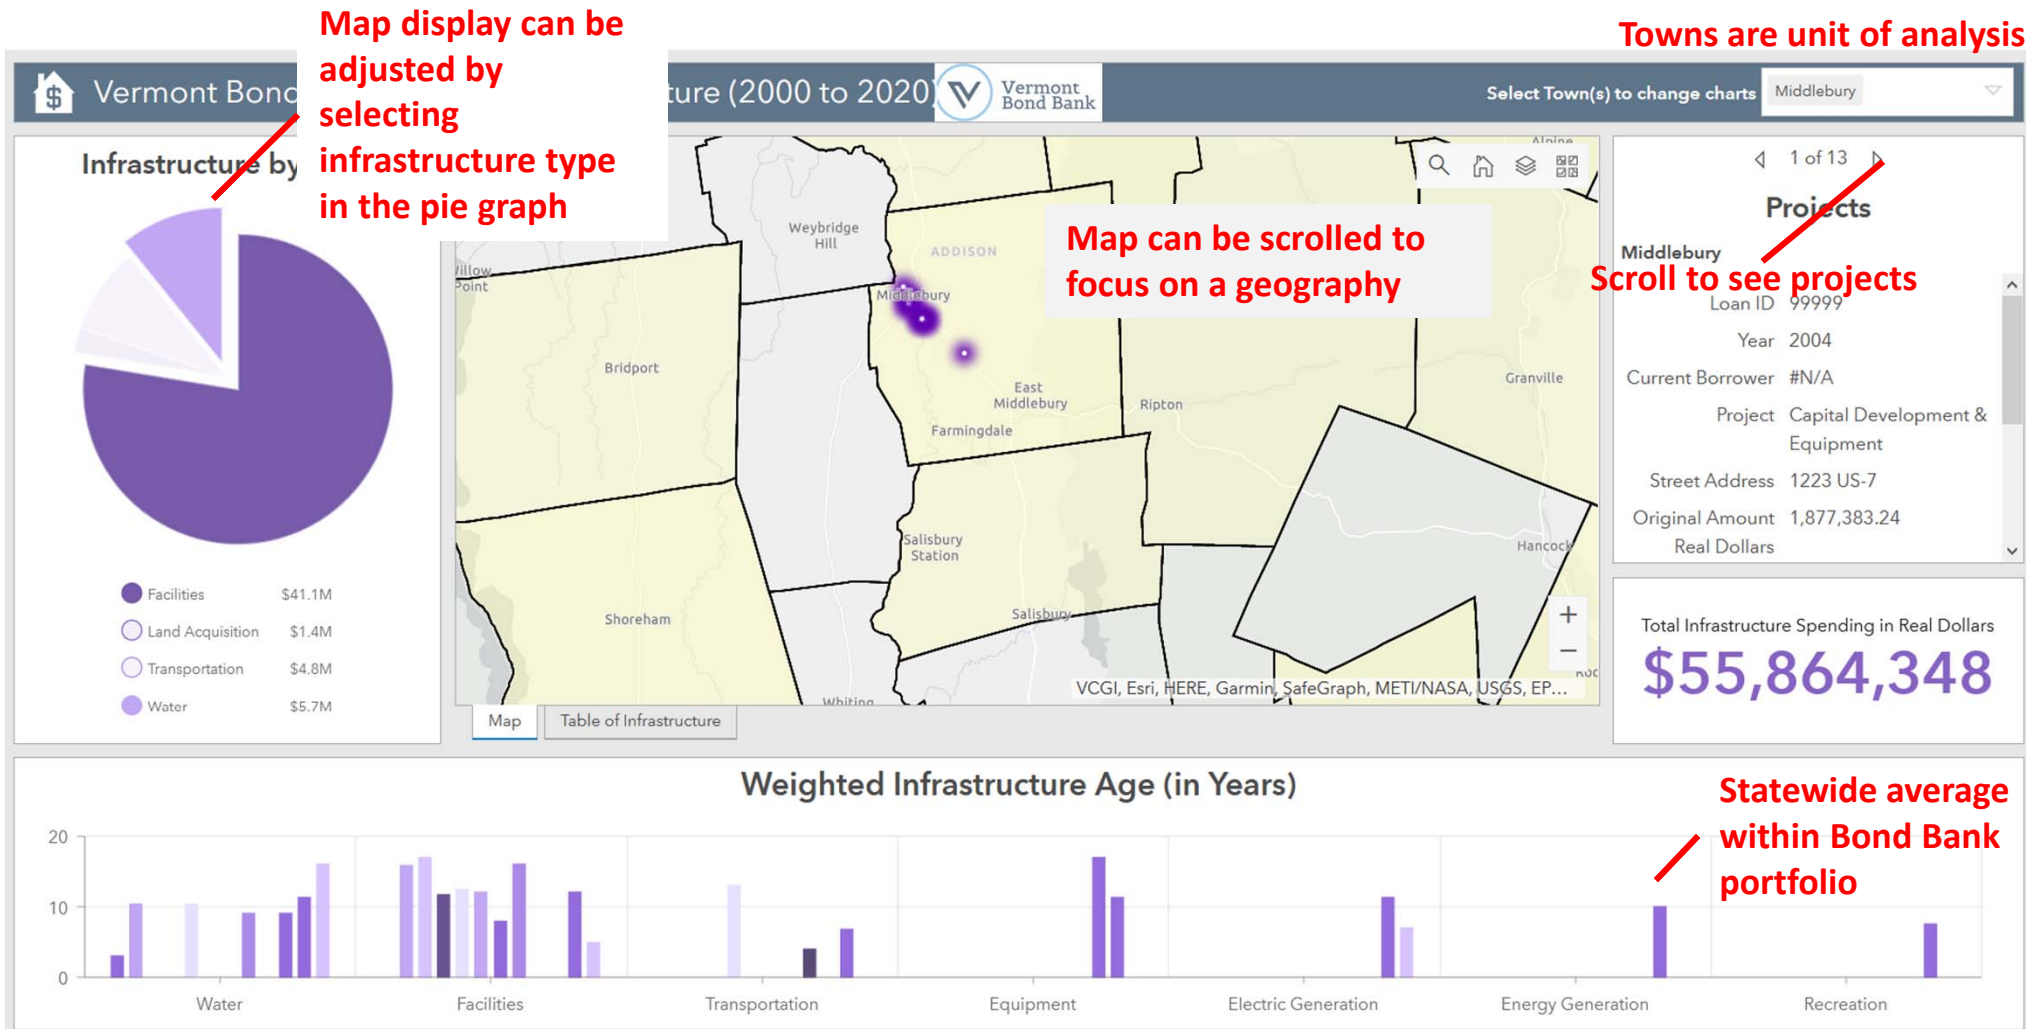 Map display can be
adjusted by
selecting
infrastructure type
in the pie graph
Towns are unit of analysis
Vermont Bond
ture (2000 to 2020)
Vermont
Bond Bank
Select Town(s) to change charts
Middlebury
Infrastructure by
Facilities $41.1M
Land Acquisition $1.4M
Transportation $4.8M
Water $5.7M
Alpine
Weybridge
Hill
ADDISON
Map can be scrolled to
focus on a geography
Willow
Point
Middlebury
Bridport
East
Middlebury
Ripton
Granville
Farmingdale
Salisbury
Station
Hancock
Shoreham
Salisbury
+
−
Roc
VCGI, Esri, HERE, Garmin, SafeGraph, METI/NASA, USGS, EP...
Whiting
Map
Table of Infrastructure
1 of 13
Projects
Middlebury
Scroll to see projects
Loan ID 99999
Year 2004
Current Borrower #N/A
Project Capital Development &
Equipment
Street Address 1223 US-7
Original Amount 1,877,383.24
Real Dollars
Total Infrastructure Spending in Real Dollars
$55,864,348
Weighted Infrastructure Age (in Years)
Statewide average
within Bond Bank
portfolio
20
10
0
Water
Facilities
Transportation
Equipment
Electric Generation
Energy Generation
Recreation